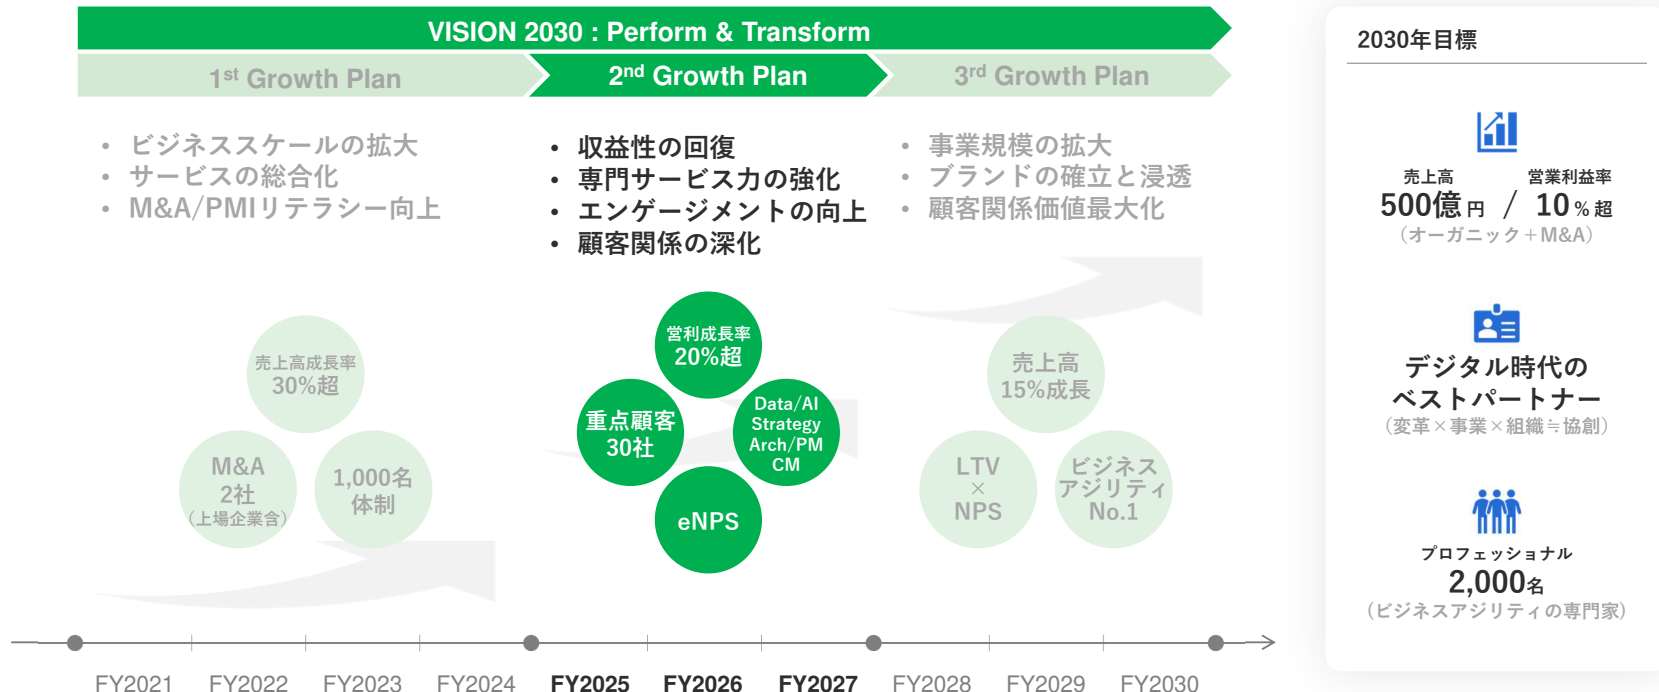 VISION 2030 : Perform & Transform
1st Growth Plan
2nd Growth Plan
3rd Growth Plan
• ビジネススケールの拡大
• サービスの総合化
• M&A/PMIリテラシー向上
• 収益性の回復
• 専門サービス力の強化
• エンゲージメントの向上
• 顧客関係の深化
• 事業規模の拡大
• ブランドの確立と浸透
• 顧客関係価値最大化
売上高成長率
30%超
M&A
2社
（上場企業含）
1,000名
体制
営利成長率
20%超
重点顧客
30社
Data/AI
Strategy
Arch/PM
CM
eNPS
売上高
15%成長
LTV
×
NPS
ビジネス
アジリティ
No.1
FY2021
FY2022
FY2023
FY2024
FY2025
FY2026
FY2027
FY2028
FY2029
FY2030
2030年目標
売上高 営業利益率
500億円 / 10%超
（オーガニック＋M&A）
デジタル時代の
ベストパートナー
（変革×事業×組織≒協創）
プロフェッショナル
2,000名
（ビジネスアジリティの専門家）